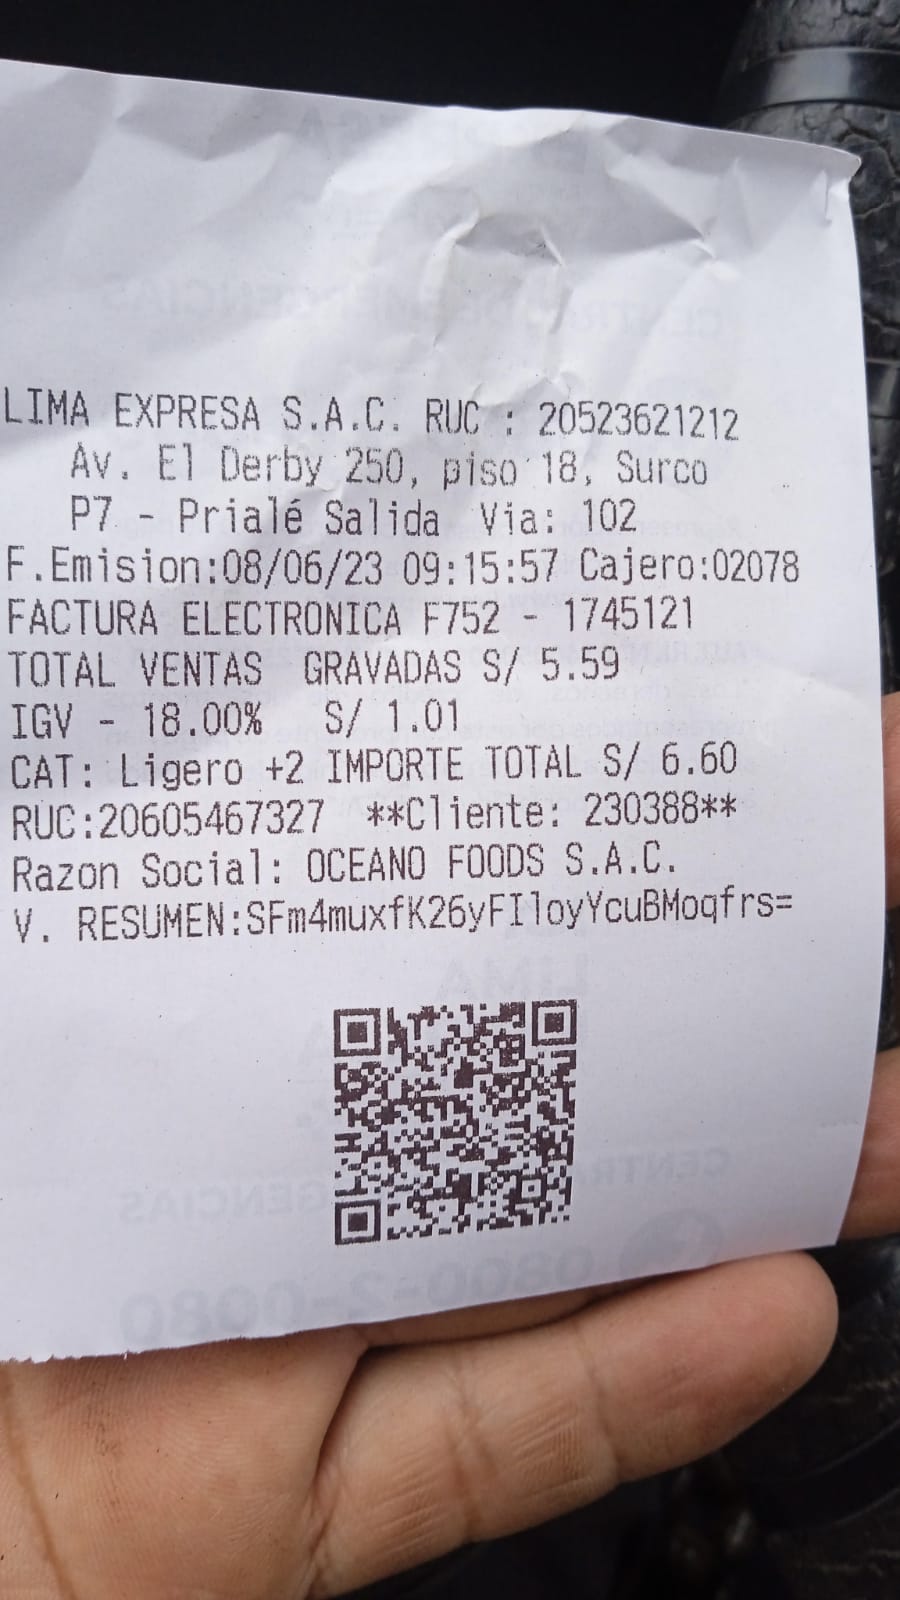 LIMA EXPRESA S.A.C. RUC : 20523621212
Av. El Derby 250, piso 18, Surco
P7 - Prialé Salida Via: 102
F.Emision:08/06/23 09:15:57 Cajero:02078
FACTURA ELECTRONICA F752 - 1745121
TOTAL VENTAS GRAVADAS S/ 5.59
IGV - 18.00% S/ 1.01
CAT: Ligero +2 IMPORTE TOTAL S/ 6.60
RUC:20605467327 **Cliente: 230388**
Razon Social: OCEANO FOODS S.A.C.
V. RESUMEN:SFm4muxfK26yFIloyYcuBMoqfrs=